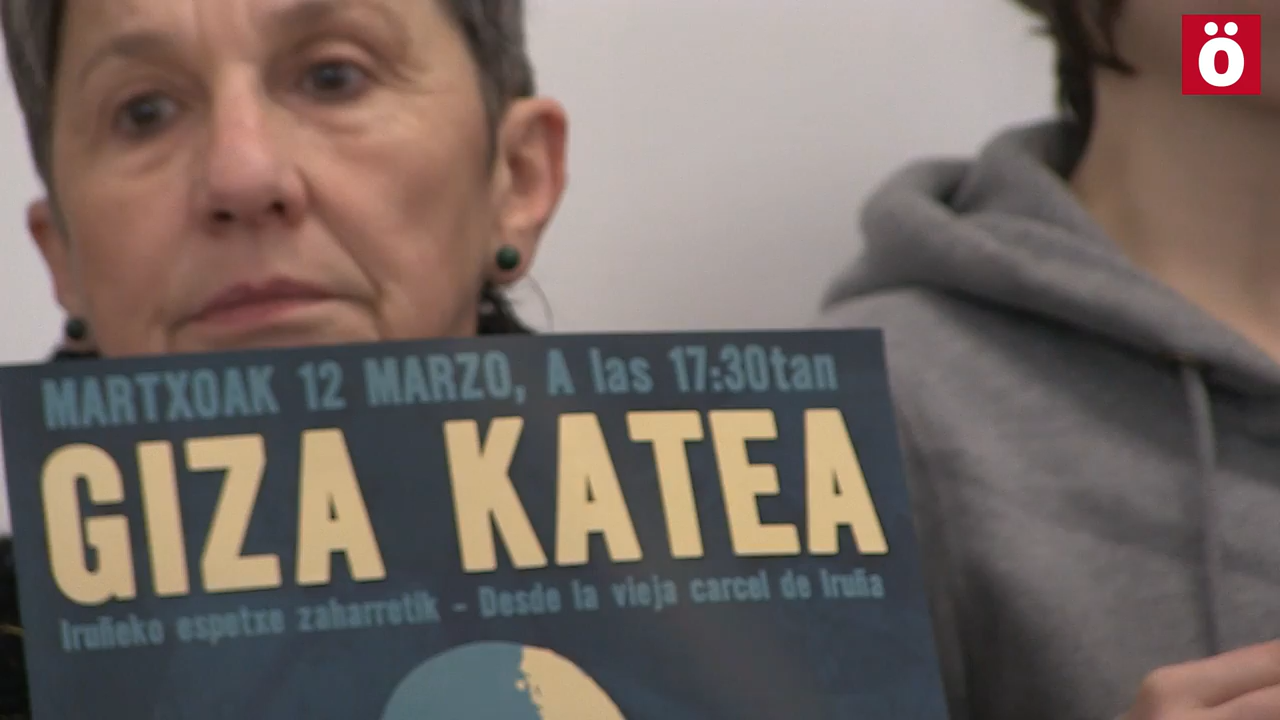 ö
MARTXOAK 12 MARZO, A las 17:30tan
GIZA KATEA
Iruñeko espetxe zaharretik - Desde la vieja carcel de Iruña